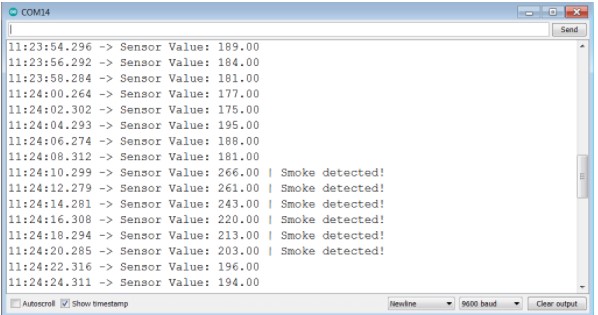 COM14
Send
11:23:54.296 -> Sensor Value: 189.00
11:23:56.292 -> Sensor Value: 184.00
11:23:58.284 -> Sensor Value: 181.00
11:24:00.264 -> Sensor Value: 177.00
11:24:02.302 -> Sensor Value: 175.00
11:24:04.293 -> Sensor Value: 195.00
11:24:06.274 -> Sensor Value: 188.00
11:24:08.312 -> Sensor Value: 181.00
11:24:10.299 -> Sensor Value: 266.00 | Smoke detected!
11:24:12.279 -> Sensor Value: 261.00 | Smoke detected!
11:24:14.281 -> Sensor Value: 243.00 | Smoke detected!
11:24:16.308 -> Sensor Value: 220.00 | Smoke detected!
11:24:18.294 -> Sensor Value: 213.00 | Smoke detected!
11:24:20.285 -> Sensor Value: 203.00 | Smoke detected!
11:24:22.316 -> Sensor Value: 196.00
11:24:24.311 -> Sensor Value: 194.00
Autoscroll Show timestamp Newline 9600 baud Clear output